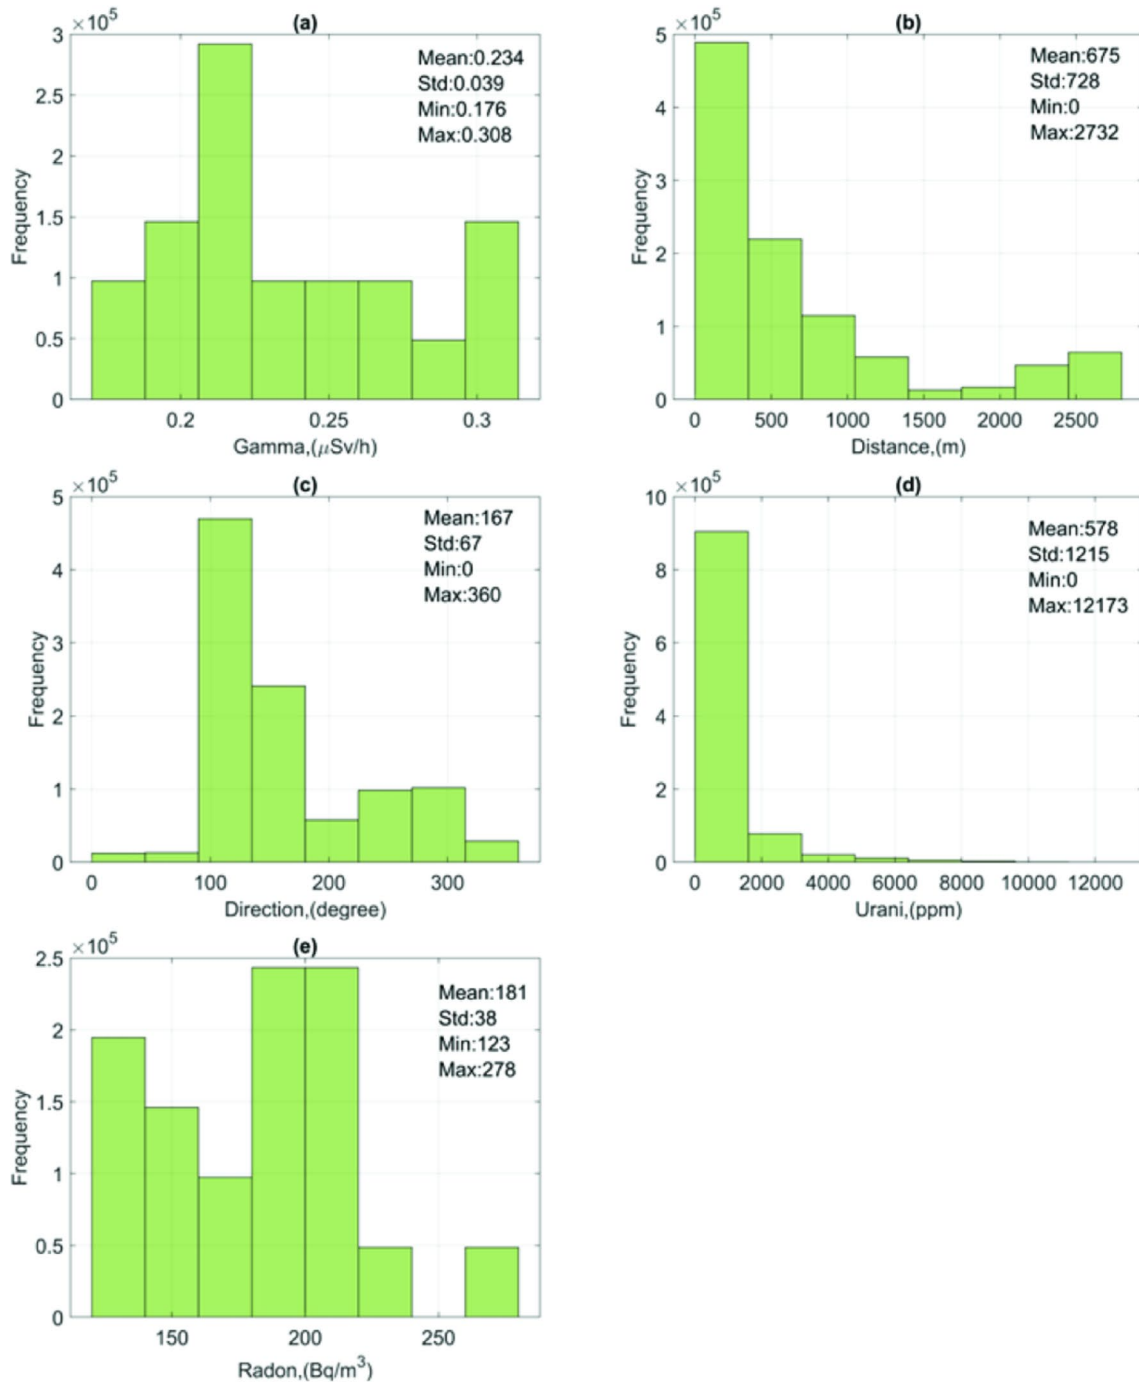 (a)
×10^5
3
2.5
2
1.5
1
0.5
0
Frequency
Mean:0.234
Std:0.039
Min:0.176
Max:0.308
0.2 0.25 0.3
Gamma,(μSv/h)
(b)
×10^5
5
4
3
2
1
0
Frequency
Mean:675
Std:728
Min:0
Max:2732
0 500 1000 1500 2000 2500
Distance,(m)
(c)
×10^5
5
4
3
2
1
0
Frequency
Mean:167
Std:67
Min:0
Max:360
0 100 200 300
Direction,(degree)
(d)
×10^5
10
8
6
4
2
0
Frequency
Mean:578
Std:1215
Min:0
Max:12173
0 2000 4000 6000 8000 10000 12000
Urani,(ppm)
(e)
×10^5
2.5
2
1.5
1
0.5
0
Frequency
Mean:181
Std:38
Min:123
Max:278
150 200 250
Radon,(Bq/m^3)